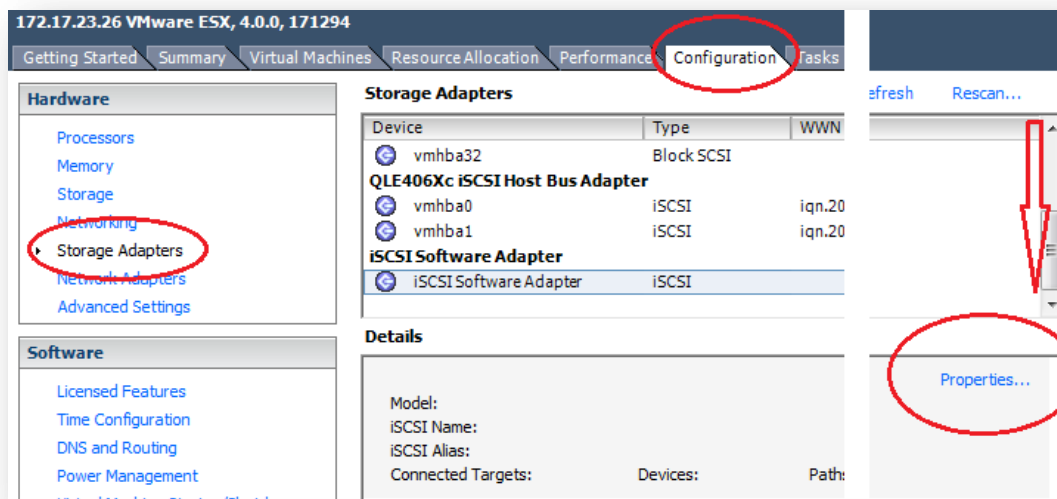 172.17.23.26 VMware ESX, 4.0.0, 171294
Getting Started Summary Virtual Machines Resource Allocation Performance Configuration Tasks
Hardware
Processors
Memory
Storage
Networking
Storage Adapters
Network Adapters
Advanced Settings
Software
Licensed Features
Time Configuration
DNS and Routing
Power Management
Storage Adapters
efresh Rescan...
Device Type WWN
vmhba32 Block SCSI
QLE406Xc iSCSI Host Bus Adapter
vmhba0 iSCSI iqn.20
vmhba1 iSCSI iqn.20
iSCSI Software Adapter
iSCSI Software Adapter iSCSI
Details
Properties...
Model:
iSCSI Name:
iSCSI Alias:
Connected Targets: Devices: Paths